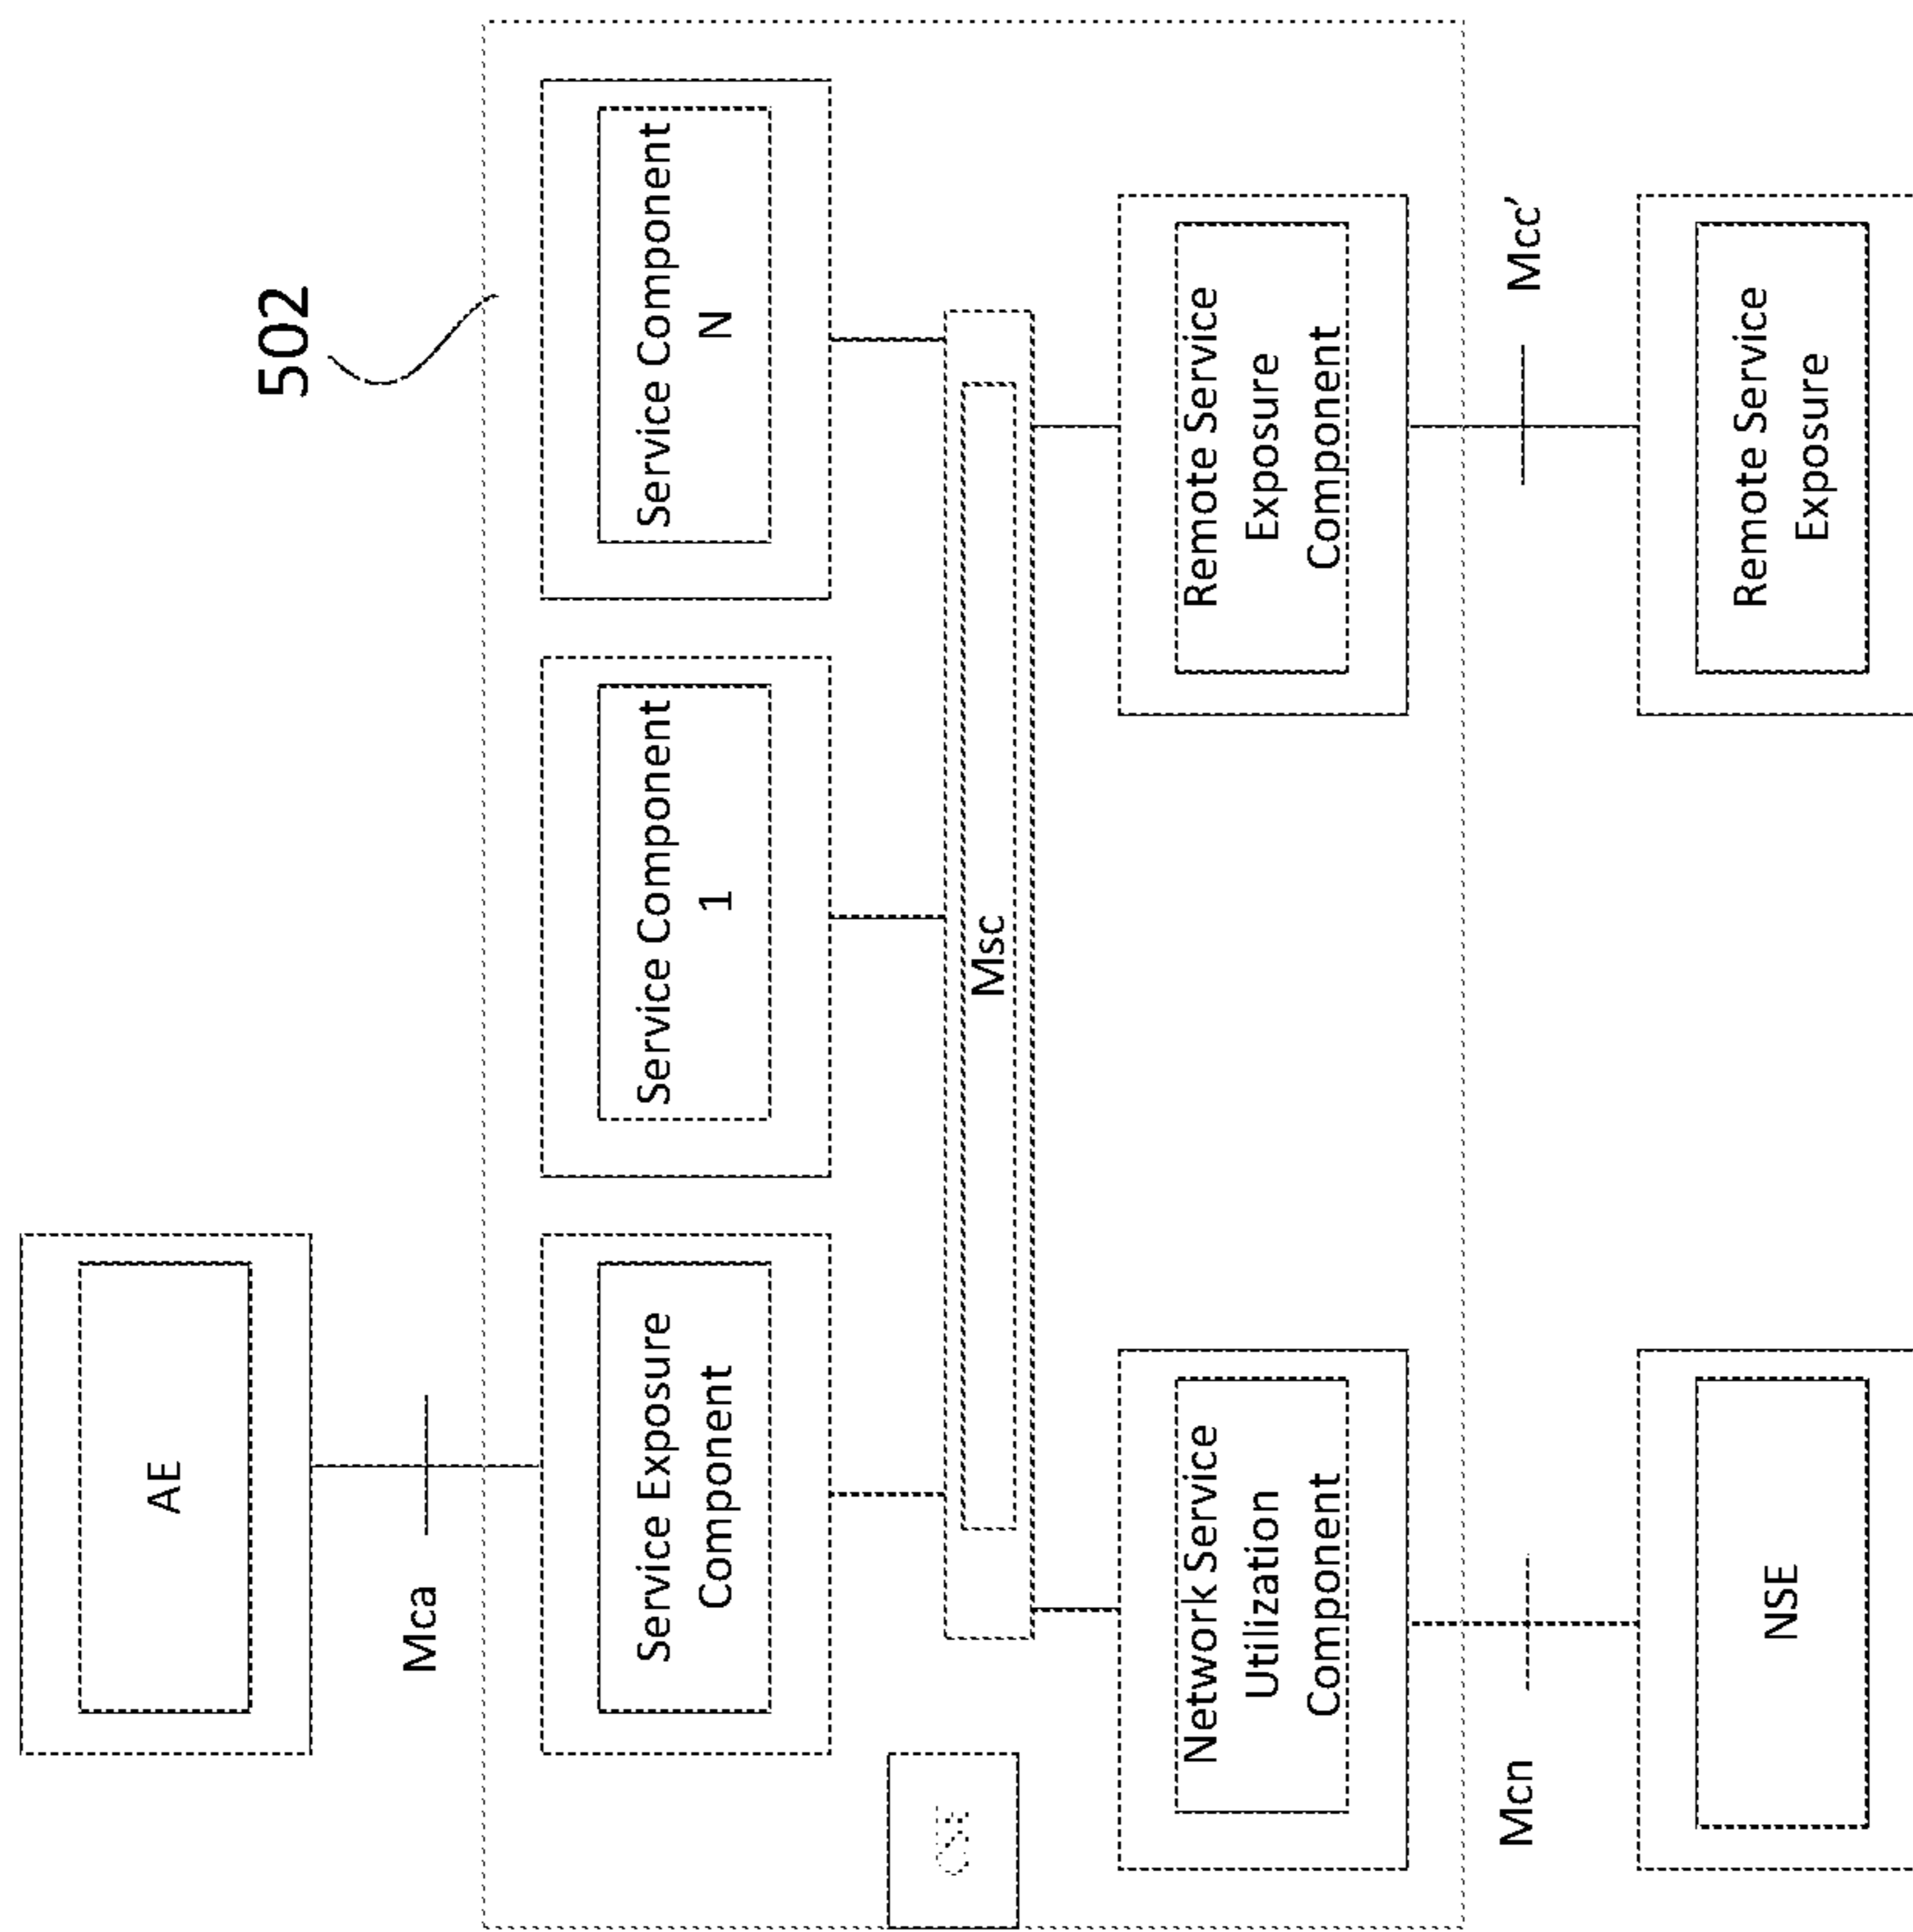 AE
502
Mca
Service Exposure
Component
Service Component
1
Service Component
N
Msc
Network Service
Utilization
Component
Remote Service
Exposure
Component
Mcn
Mcc'
NSE
Remote Service
Exposure